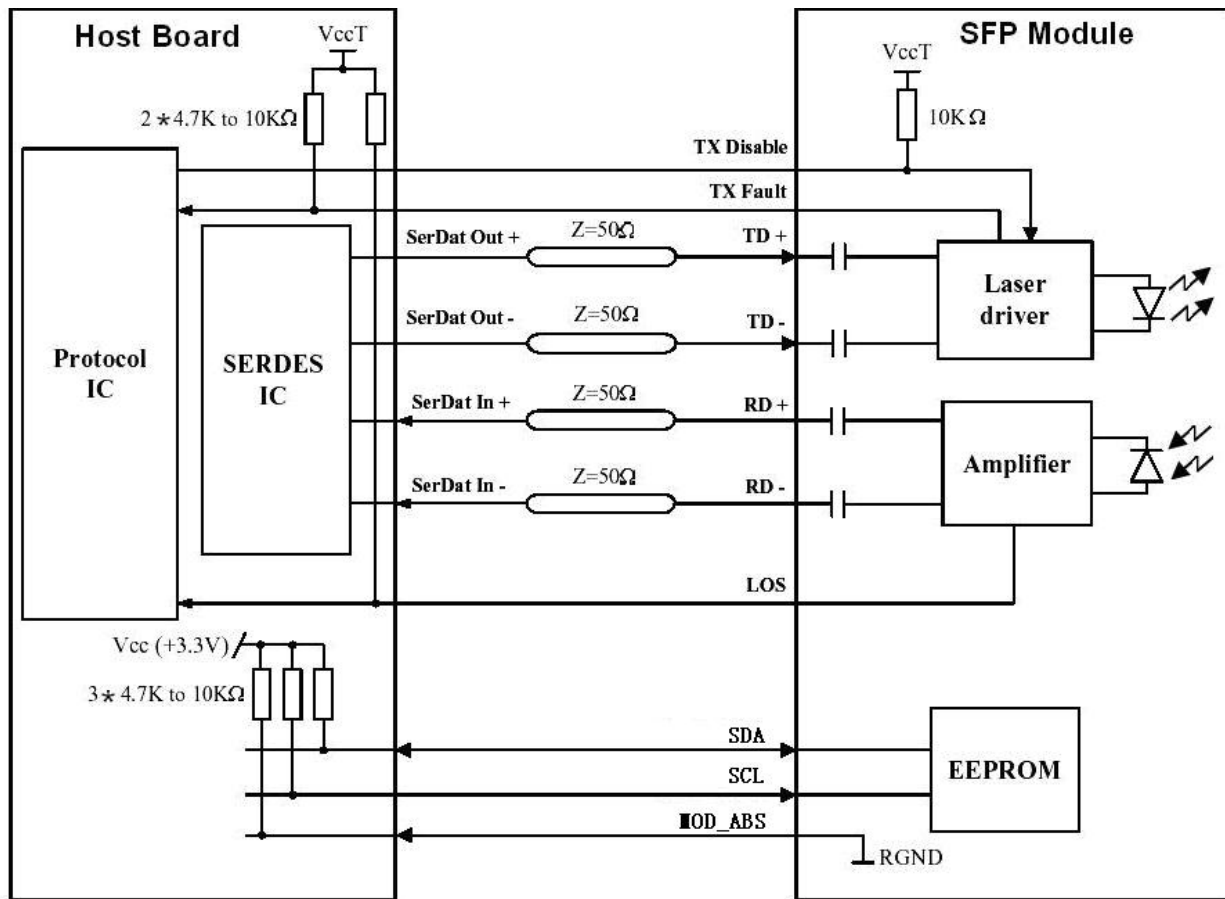 Host Board
SFP Module
VccT
VccT
2*4.7K to 10KΩ
10KΩ
TX Disable
TX Fault
SerDat Out +
Z=50Ω
TD +
SerDat Out -
Z=50Ω
TD -
Laser
driver
Protocol
IC
SERDES
IC
SerDat In +
Z=50Ω
RD +
SerDat In -
Z=50Ω
RD -
Amplifier
LOS
Vcc (+3.3V)
3*4.7K to 10KΩ
SDA
SCL
MOD_ABS
EEPROM
RGND